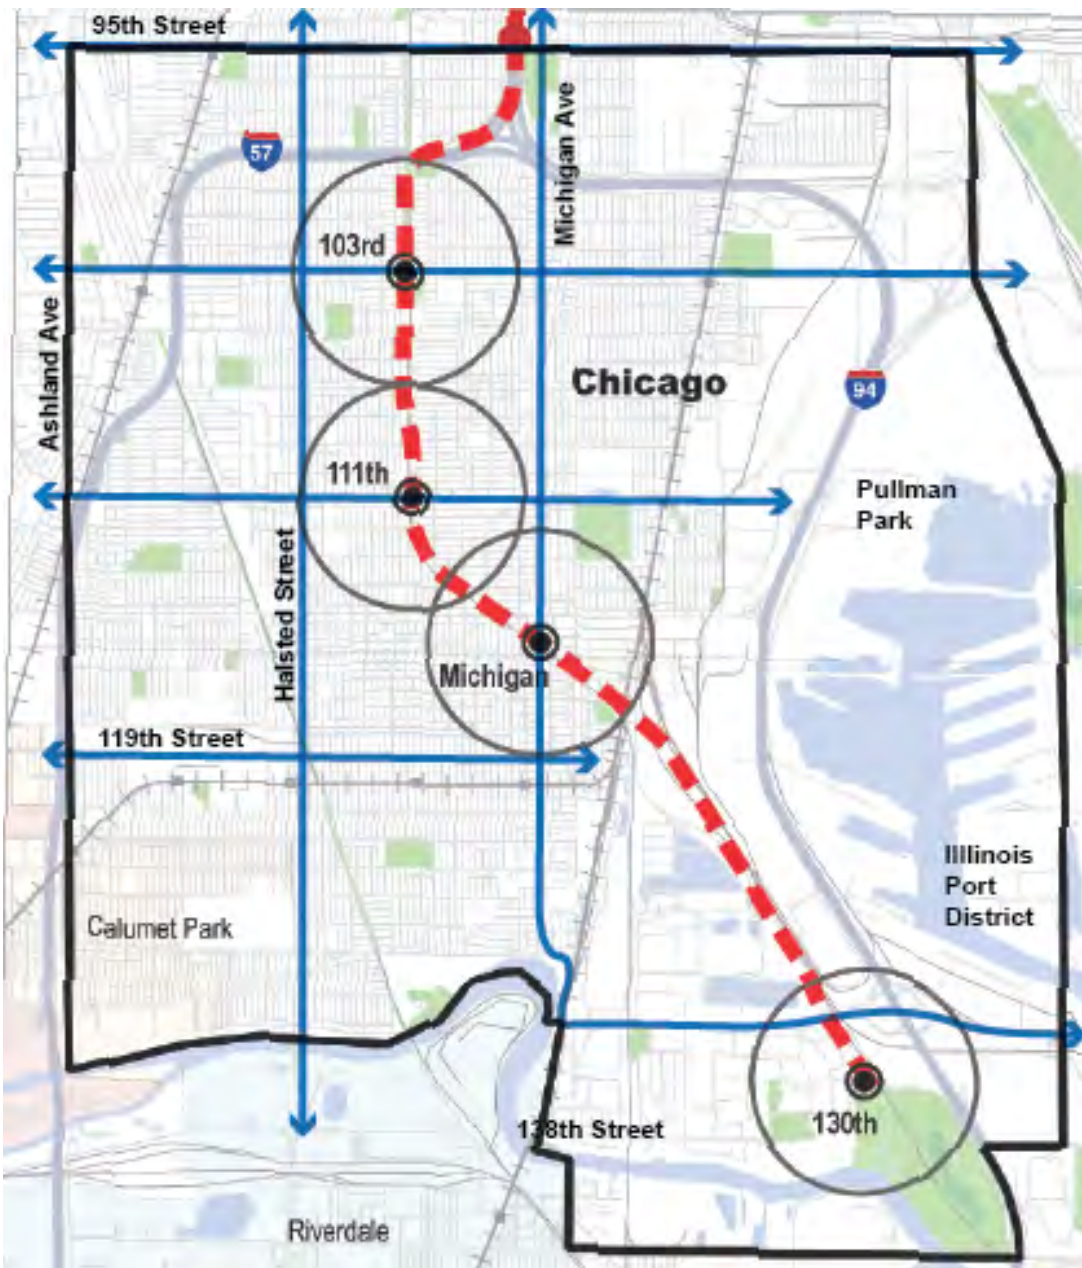 95th Street
57
Michigan Ave
103rd
Ashland Ave
Chicago
94
111th
Pullman
Park
Halsted Street
Michigan
119th Street
Illlinois
Port
District
Calumet Park
138th Street
130th
Riverdale